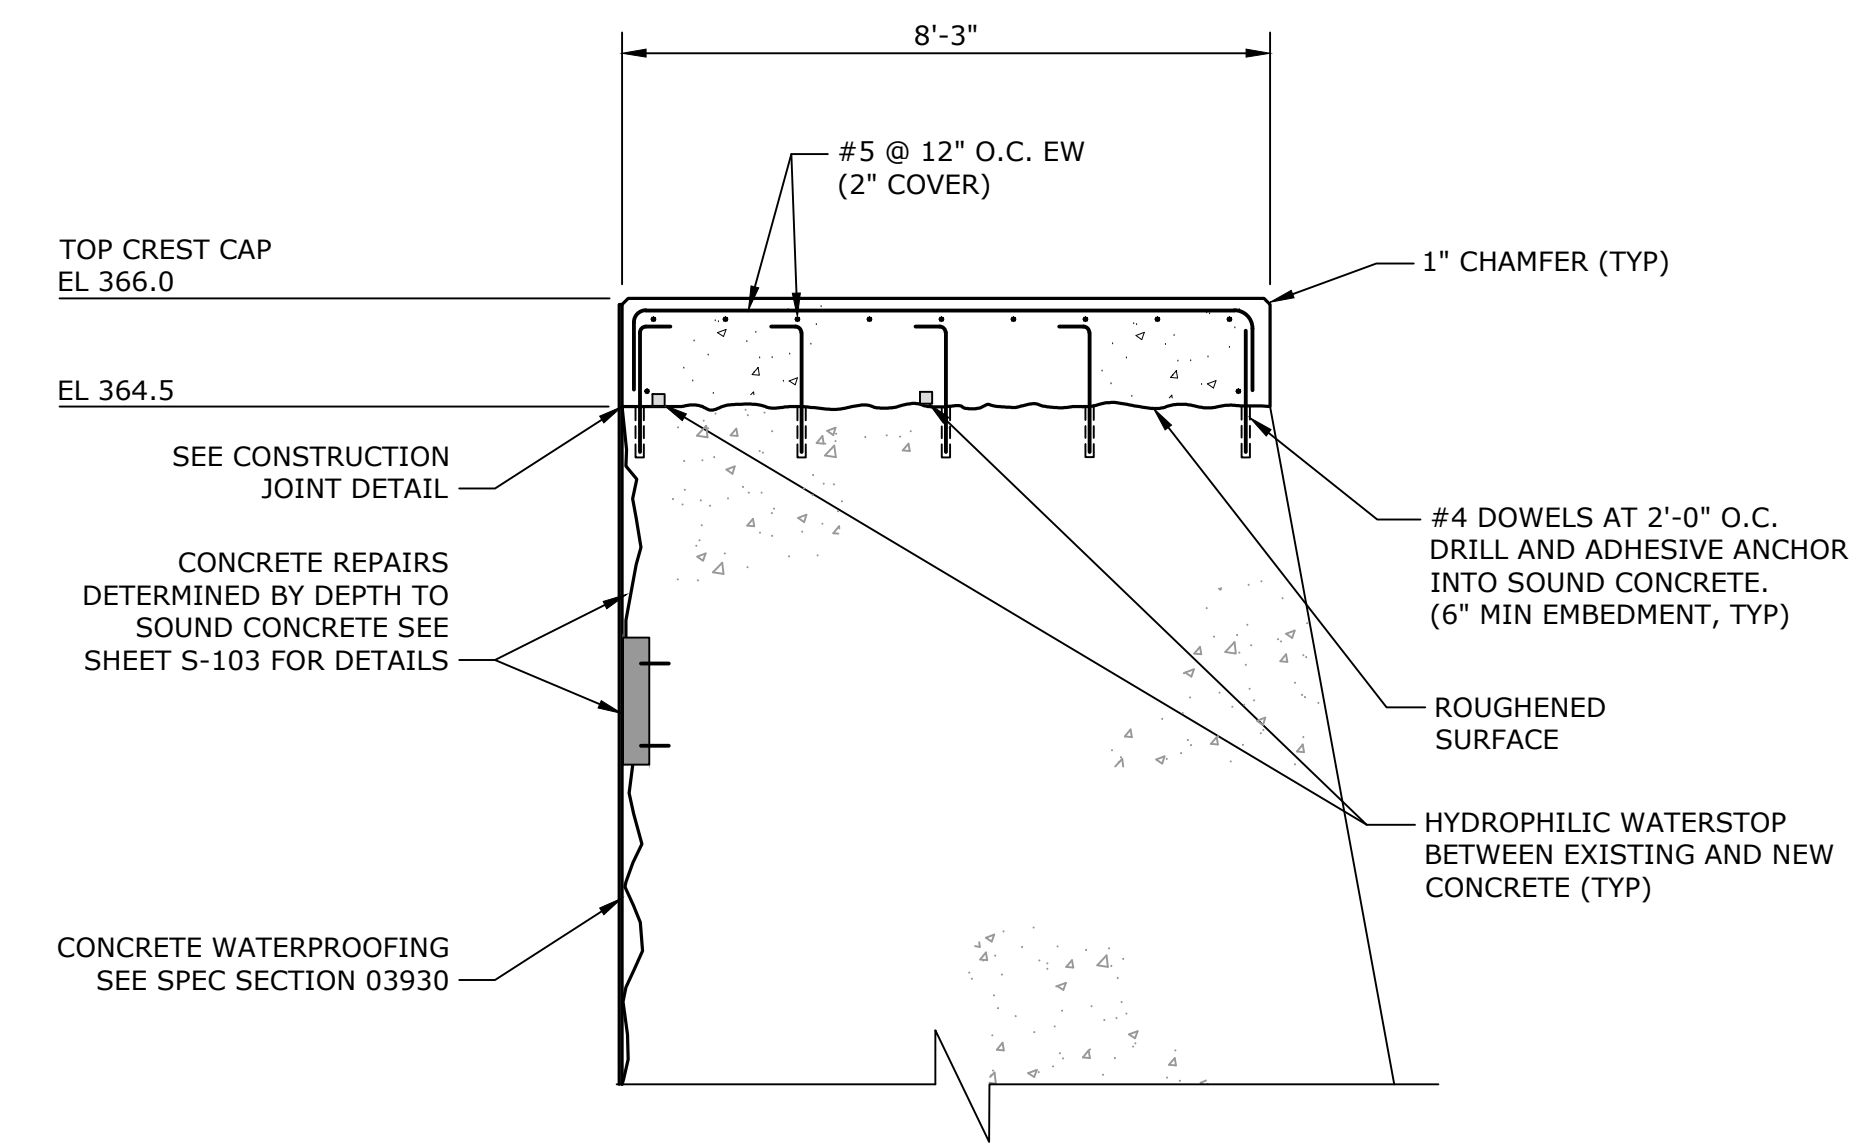 8'-3"
#5 @ 12" O.C. EW
(2" COVER)
TOP CREST CAP
EL 366.0
1" CHAMFER (TYP)
EL 364.5
SEE CONSTRUCTION
JOINT DETAIL
#4 DOWELS AT 2'-0" O.C.
DRILL AND ADHESIVE ANCHOR
INTO SOUND CONCRETE.
(6" MIN EMBEDMENT, TYP)
CONCRETE REPAIRS
DETERMINED BY DEPTH TO
SOUND CONCRETE SEE
SHEET S-103 FOR DETAILS
ROUGHENED
SURFACE
HYDROPHILIC WATERSTOP
BETWEEN EXISTING AND NEW
CONCRETE (TYP)
CONCRETE WATERPROOFING
SEE SPEC SECTION 03930